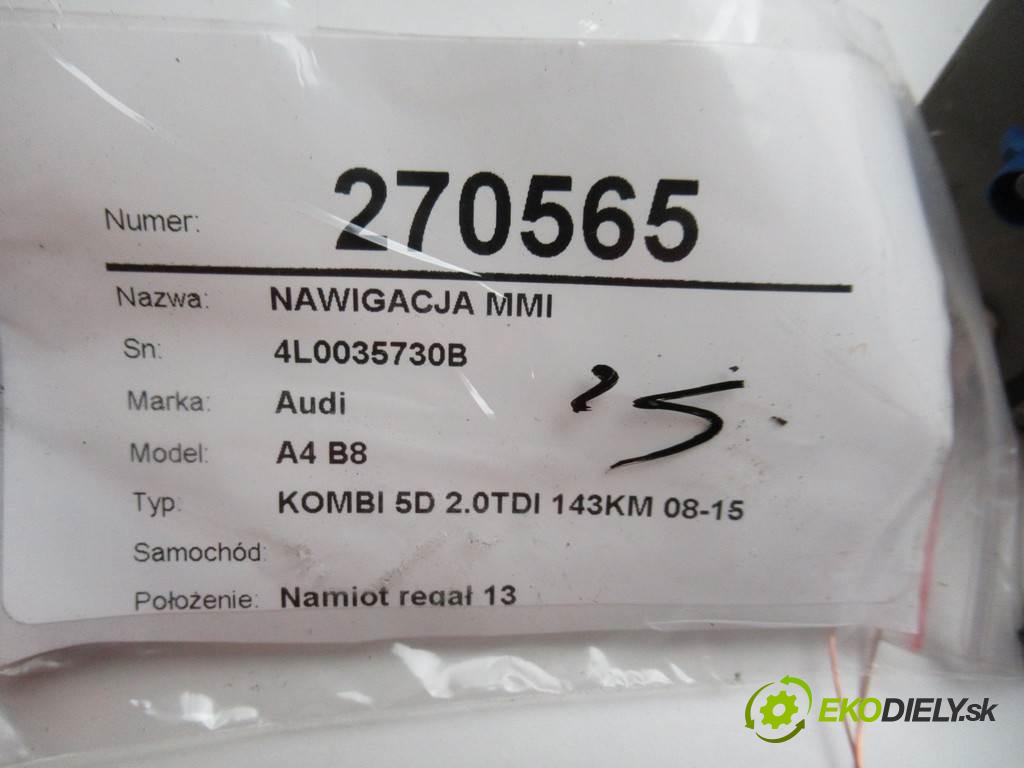 Numer: 270565
Nazwa: NAWIGACJA MMI
Sn: 4L0035730B
Marka: Audi
Model: A4 B8
Typ: KOMBI 5D 2.0TDI 143KM 08-15
Samochód:
Położenie: Namiot regał 13
EKODIELY.sk